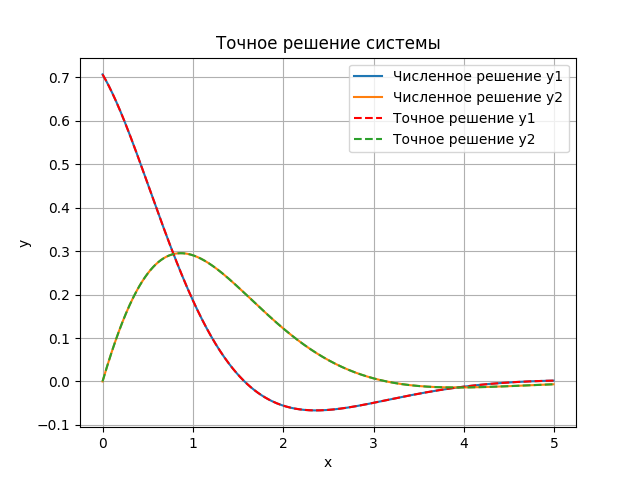 Точное решение системы
Численное решение y1
Численное решение y2
Точное решение y1
Точное решение y2
0.7
0.6
0.5
0.4
0.3
0.2
0.1
0.0
−0.1
y
0 1 2 3 4 5
x